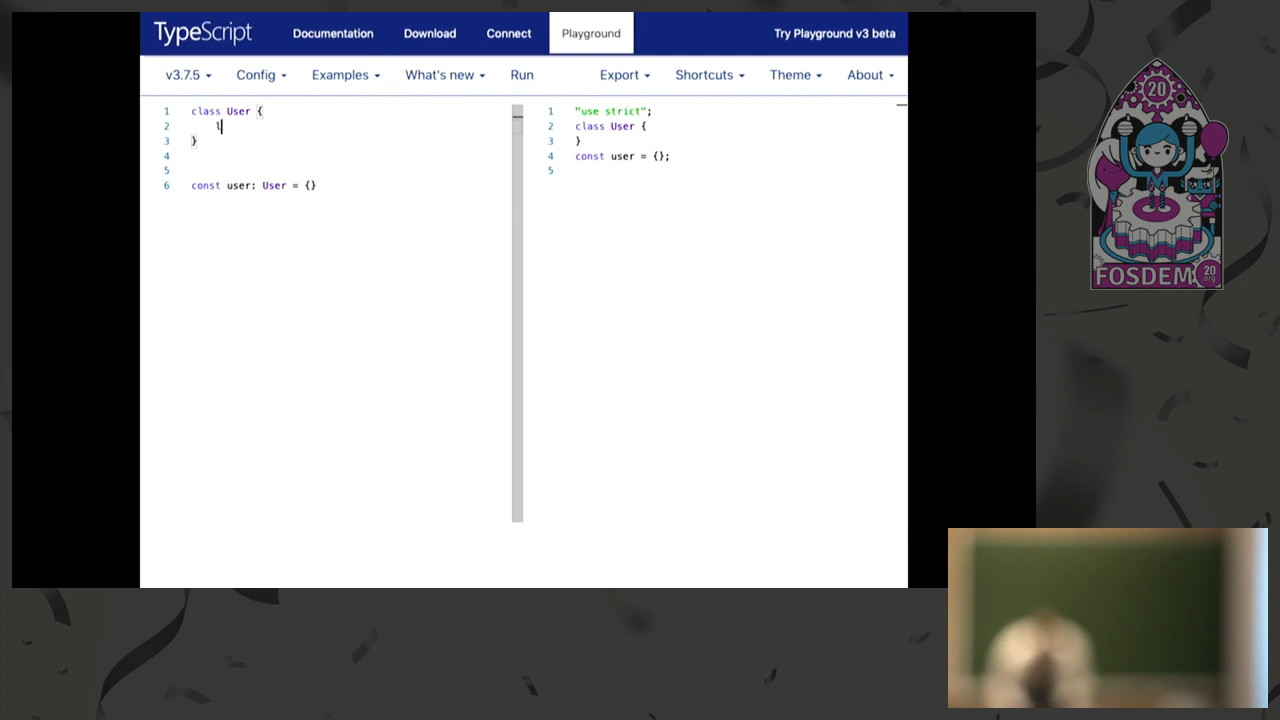 TypeScript Documentation Download Connect Playground Try Playground v3 beta
v3.7.5 Config Examples What's new Run Export Shortcuts Theme About
1 class User {
2 l
3 }
4
5
6 const user: User = {}
1 "use strict";
2 class User {
3 }
4 const user = {};
5
20
FOSDEM
20
.org